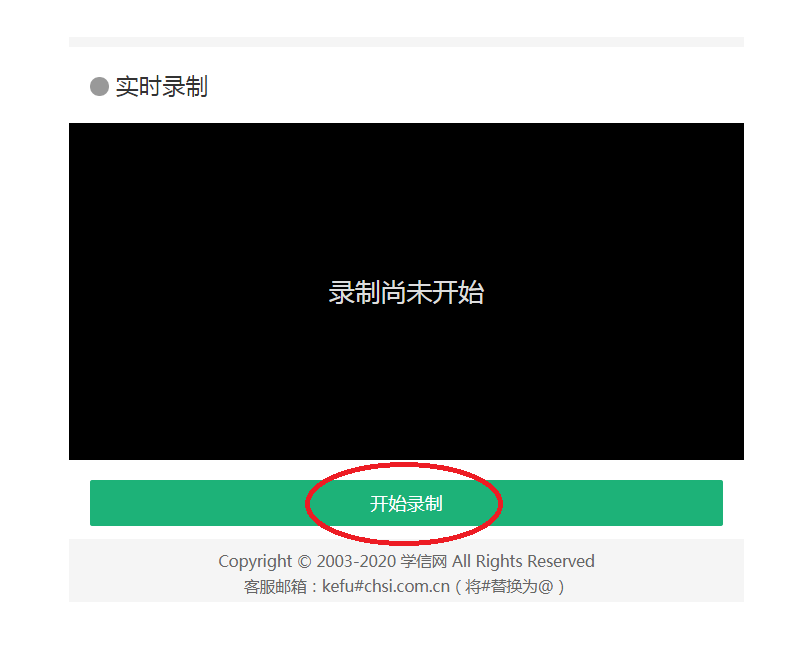 实时录制
录制尚未开始
开始录制
Copyright © 2003-2020 学信网 All Rights Reserved
客服邮箱：kefu#chsi.com.cn（将#替换为@）